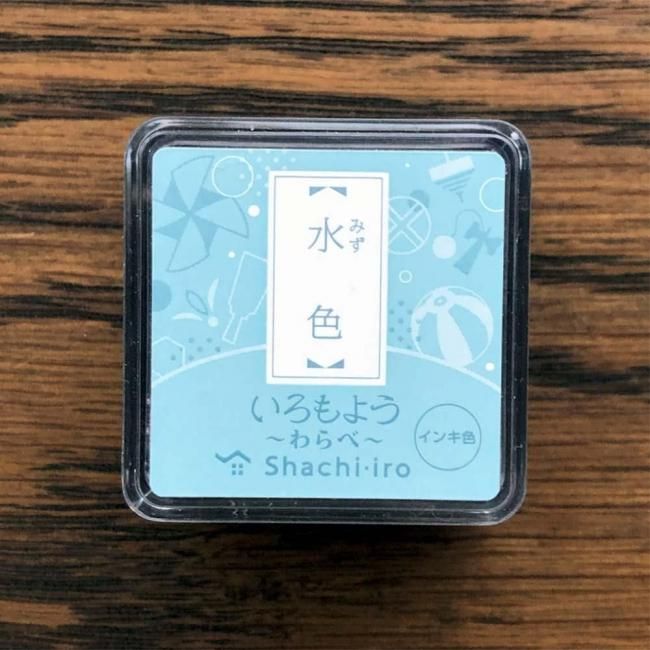 【水色】
みず
いろもよう
～わらべ～
Shachi・iro
インキ色